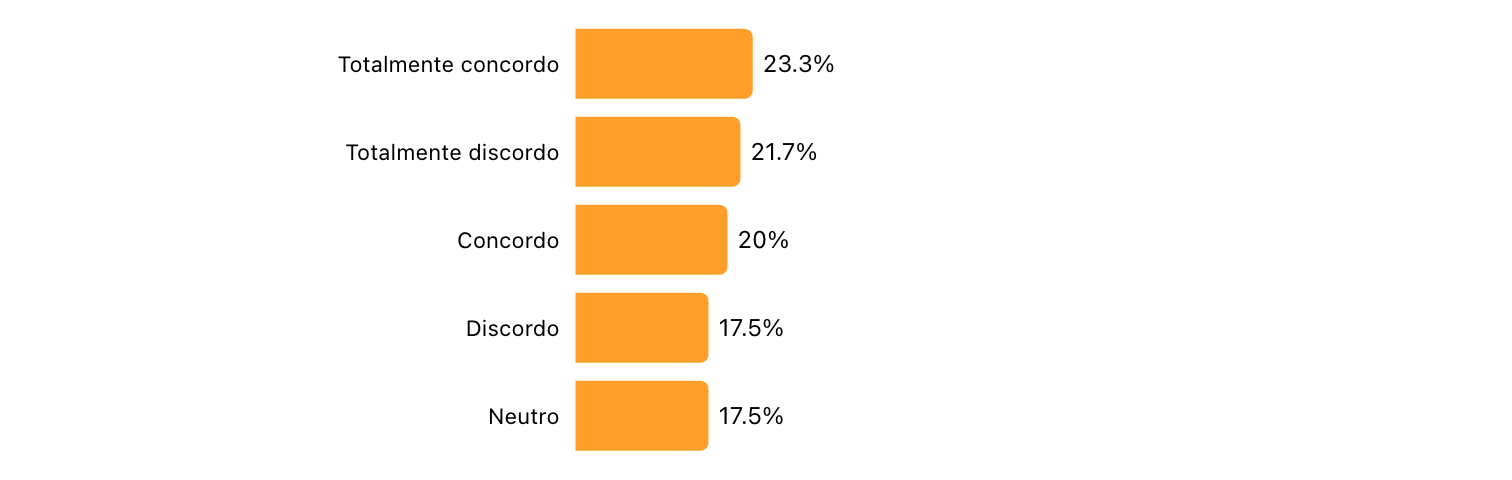 Totalmente concordo 23.3%
Totalmente discordo 21.7%
Concordo 20%
Discordo 17.5%
Neutro 17.5%